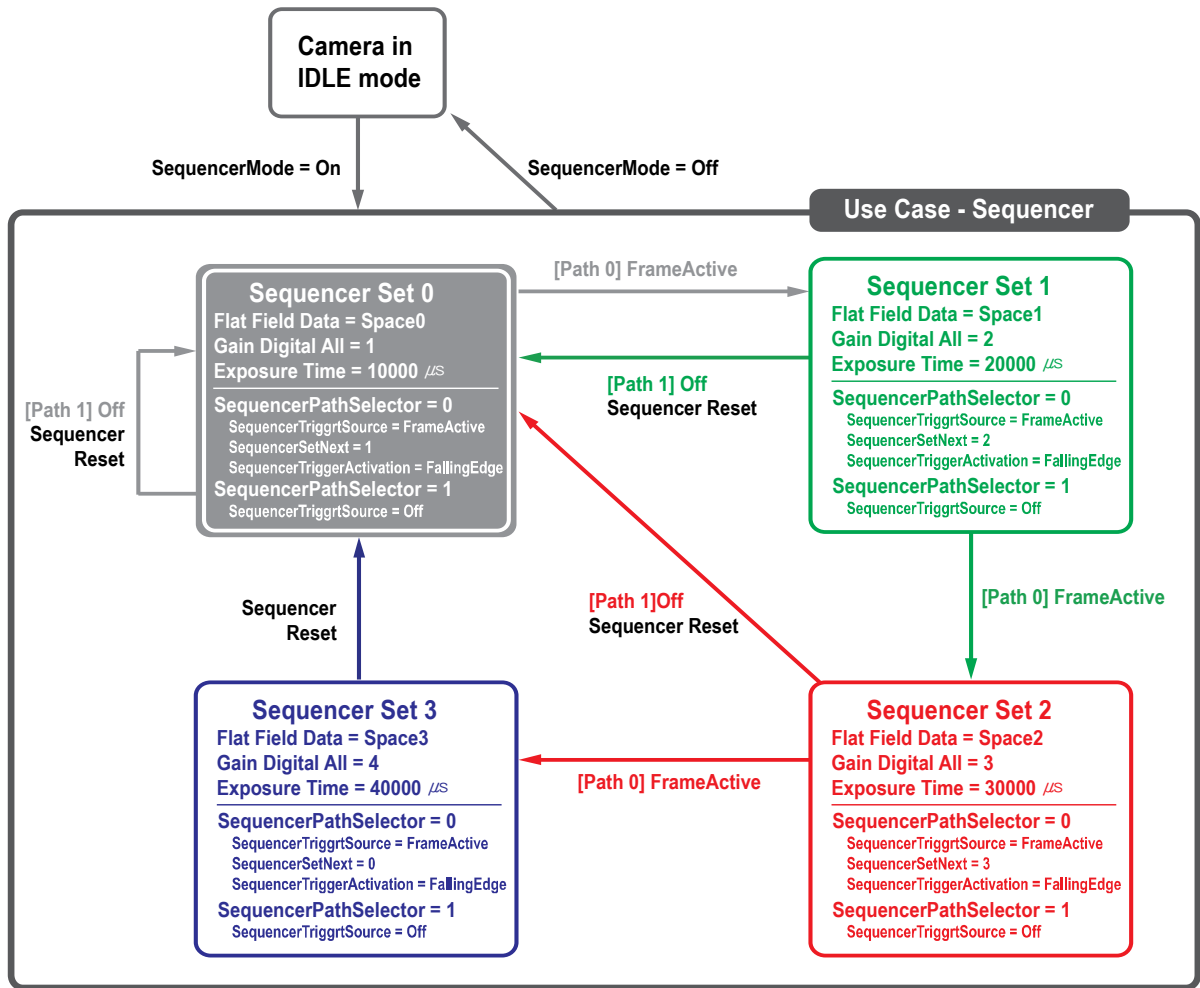 Camera in
IDLE mode
SequencerMode = On
SequencerMode = Off
Use Case - Sequencer
[Path 0] FrameActive
Sequencer Set 0
Flat Field Data = Space0
Gain Digital All = 1
Exposure Time = 10000 μs
SequencerPathSelector = 0
SequencerTriggrtSource = FrameActive
SequencerSetNext = 1
SequencerTriggerActivation = FallingEdge
SequencerPathSelector = 1
SequencerTriggrtSource = Off
[Path 1] Off
Sequencer
Reset
Sequencer Set 1
Flat Field Data = Space1
Gain Digital All = 2
Exposure Time = 20000 μs
SequencerPathSelector = 0
SequencerTriggrtSource = FrameActive
SequencerSetNext = 2
SequencerTriggerActivation = FallingEdge
SequencerPathSelector = 1
SequencerTriggrtSource = Off
[Path 1] Off
Sequencer Reset
[Path 0] FrameActive
[Path 1]Off
Sequencer Reset
Sequencer
Reset
Sequencer Set 3
Flat Field Data = Space3
Gain Digital All = 4
Exposure Time = 40000 μs
SequencerPathSelector = 0
SequencerTriggrtSource = FrameActive
SequencerSetNext = 0
SequencerTriggerActivation = FallingEdge
SequencerPathSelector = 1
SequencerTriggrtSource = Off
[Path 0] FrameActive
Sequencer Set 2
Flat Field Data = Space2
Gain Digital All = 3
Exposure Time = 30000 μs
SequencerPathSelector = 0
SequencerTriggrtSource = FrameActive
SequencerSetNext = 3
SequencerTriggerActivation = FallingEdge
SequencerPathSelector = 1
SequencerTriggrtSource = Off